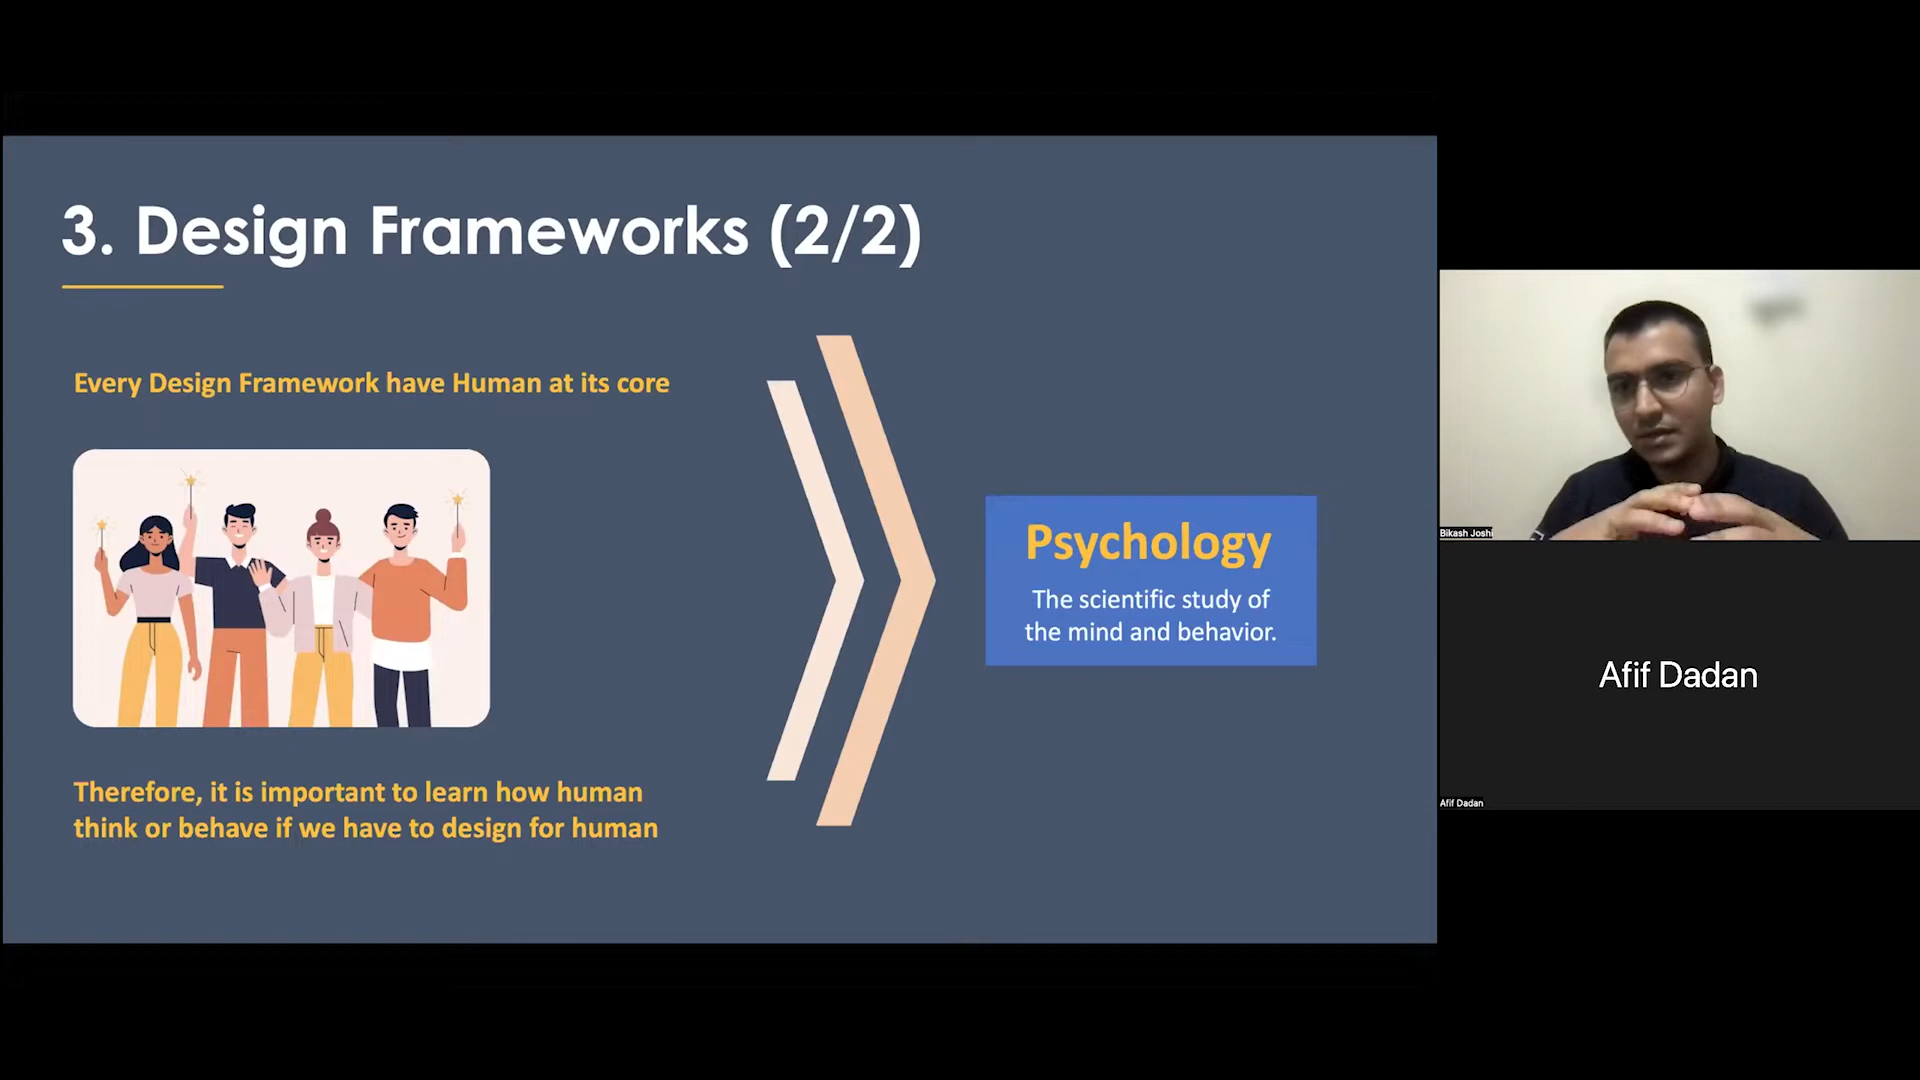 3. Design Frameworks (2/2)
Every Design Framework have Human at its core
Therefore, it is important to learn how human
think or behave if we have to design for human
Psychology
The scientific study of
the mind and behavior.
Bikash Joshi
Afif Dadan
Afif Dadan